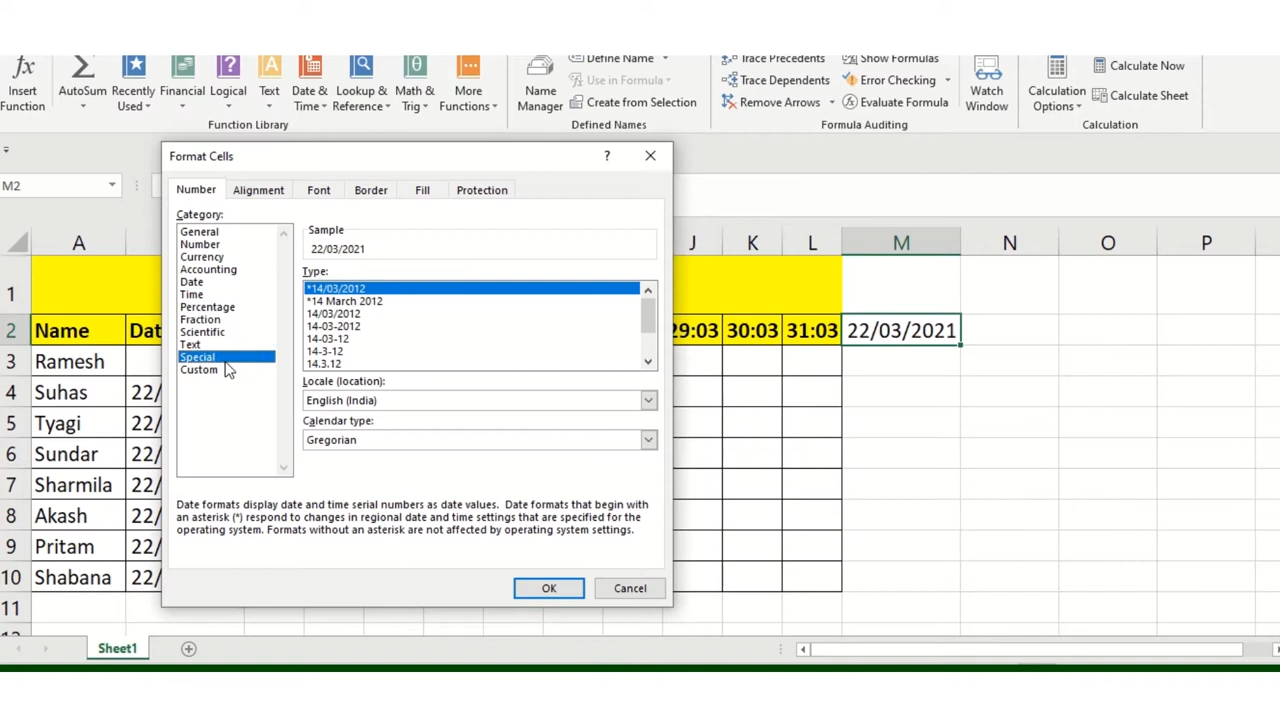 Define Name
Trace Precedents
Show Formulas
Calculate Now
Insert Function
AutoSum
Recently Used
Financial
Logical
Text
Date & Time
Lookup & Reference
Math & Trig
More Functions
Name Manager
Use in Formula
Create from Selection
Trace Dependents
Remove Arrows
Error Checking
Evaluate Formula
Watch Window
Calculation Options
Calculate Sheet
Function Library
Defined Names
Formula Auditing
Calculation
M2
Format Cells
?
Number Alignment Font Border Fill Protection
Category:
General
Number
Currency
Accounting
Date
Time
Percentage
Fraction
Scientific
Text
Special
Custom
Sample
22/03/2021
Type:
*14/03/2012
*14 March 2012
14/03/2012
14-03-2012
14-03-12
14-3-12
14.3.12
Locale (location):
English (India)
Calendar type:
Gregorian
Date formats display date and time serial numbers as date values. Date formats that begin with
an asterisk (*) respond to changes in regional date and time settings that are specified for the
operating system. Formats without an asterisk are not affected by operating system settings.
OK Cancel
A J K L M N O P
1
2 Name Dat 29:03 30:03 31:03 22/03/2021
3 Ramesh
4 Suhas 22/
5 Tyagi 22/
6 Sundar 22/
7 Sharmila 22/
8 Akash 22/
9 Pritam 22/
10 Shabana 22/
11
Sheet1